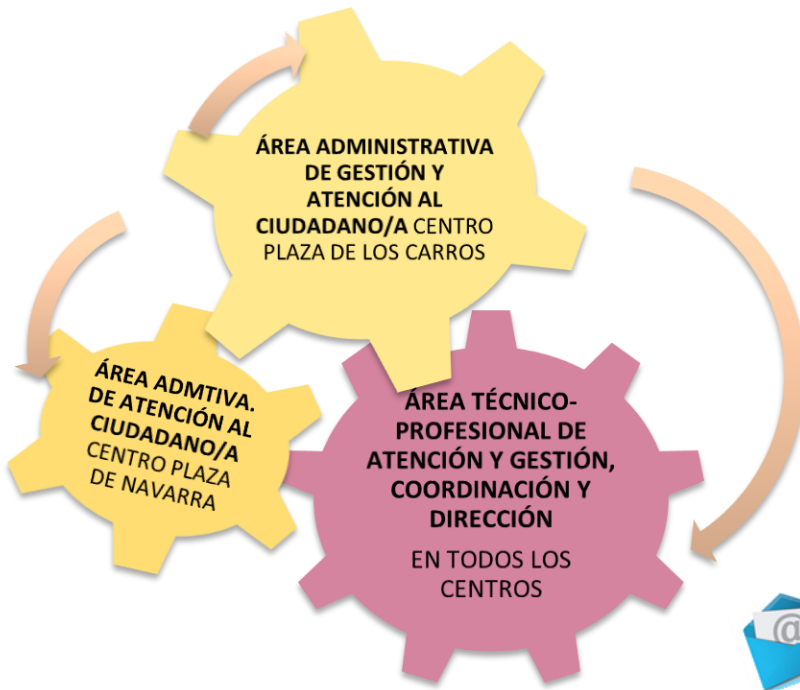 ÁREA ADMINISTRATIVA
DE GESTIÓN Y
ATENCIÓN AL
CIUDADANO/A CENTRO
PLAZA DE LOS CARROS
ÁREA ADMTIVA.
DE ATENCIÓN AL
CIUDADANO/A
CENTRO PLAZA
DE NAVARRA
ÁREA TÉCNICO-
PROFESIONAL DE
ATENCIÓN Y GESTIÓN,
COORDINACIÓN Y
DIRECCIÓN
EN TODOS LOS
CENTROS
@